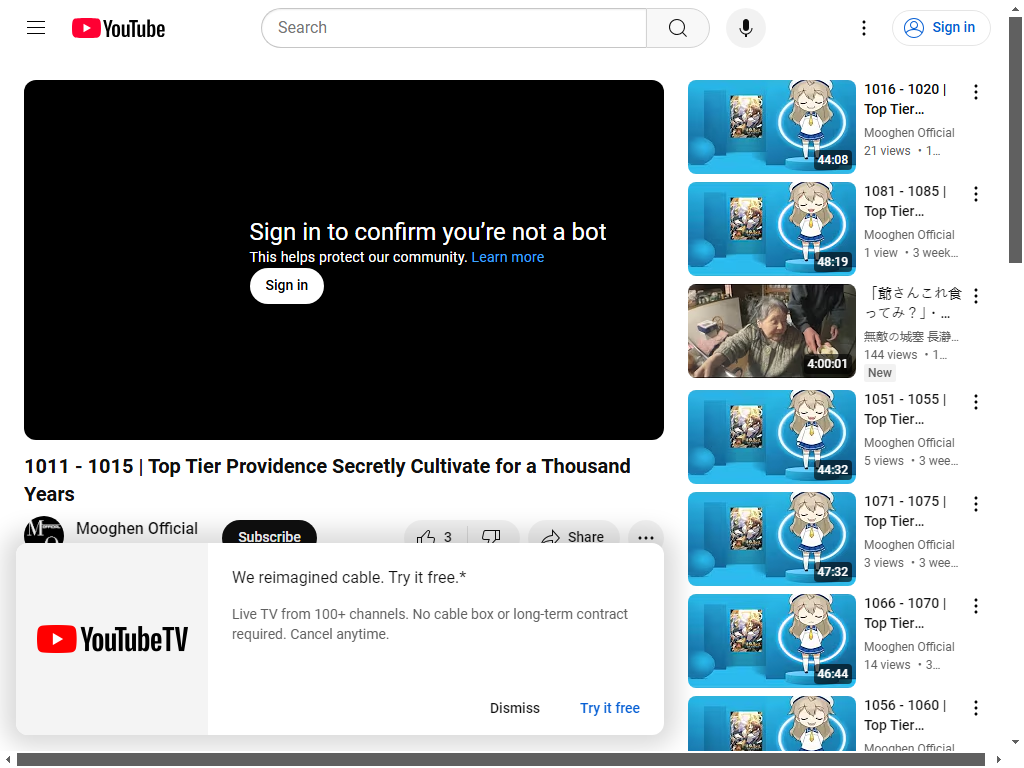 YouTube
Search
Sign in
Sign in to confirm you’re not a bot
This helps protect our community. Learn more
Sign in
1011 - 1015 | Top Tier Providence Secretly Cultivate for a Thousand
Years
Mooghen Official
Subscribe
3
Share
YouTubeTV
We reimagined cable. Try it free.*
Live TV from 100+ channels. No cable box or long-term contract
required. Cancel anytime.
Dismiss
Try it free
44:08
1016 - 1020 |
Top Tier…
Mooghen Official
21 views • 1…
48:19
1081 - 1085 |
Top Tier…
Mooghen Official
1 view • 3 week…
4:00:01
「爺さんこれ食
ってみ？」・…
無敵の城塞 長瀞…
144 views • 1…
New
44:32
1051 - 1055 |
Top Tier…
Mooghen Official
5 views • 3 wee…
47:32
1071 - 1075 |
Top Tier…
Mooghen Official
3 views • 3 wee…
46:44
1066 - 1070 |
Top Tier…
Mooghen Official
14 views • 3…
1056 - 1060 |
Top Tier…
Mooghen Official